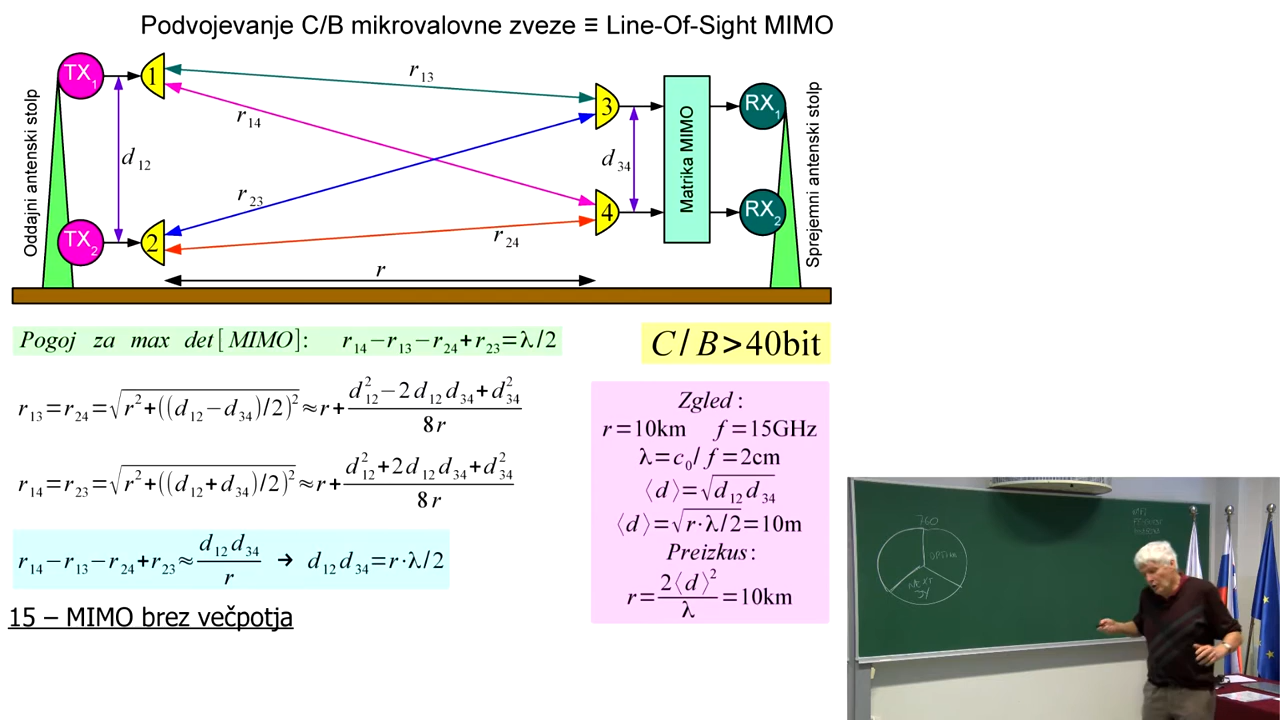 Podvojevanje C/B mikrovalovne zveze ≡ Line-Of-Sight MIMO
Oddajni antenski stolp
TX₁
1
r₁₃
3
RX₁
r₁₄
d₁₂
d₃₄
Matrika MIMO
Sprejemni antenski stolp
r₂₃
TX₂
2
4
RX₂
r₂₄
r
Pogoj za max det[MIMO]: r₁₄−r₁₃−r₂₄+r₂₃=λ/2
C/B>40bit
r₁₃=r₂₄=√(r²+((d₁₂−d₃₄)/2)²)≈r+(d₁₂²−2d₁₂d₃₄+d₃₄²)/8r
r₁₄=r₂₃=√(r²+((d₁₂+d₃₄)/2)²)≈r+(d₁₂²+2d₁₂d₃₄+d₃₄²)/8r
r₁₄−r₁₃−r₂₄+r₂₃≈d₁₂d₃₄/r → d₁₂d₃₄=r·λ/2
Zgled:
r=10km f=15GHz
λ=c₀/f=2cm
⟨d⟩=√(d₁₂d₃₄)
⟨d⟩=√(r·λ/2)=10m
Preizkus:
r=2⟨d⟩²/λ=10km
15 – MIMO brez večpotja
NEXT